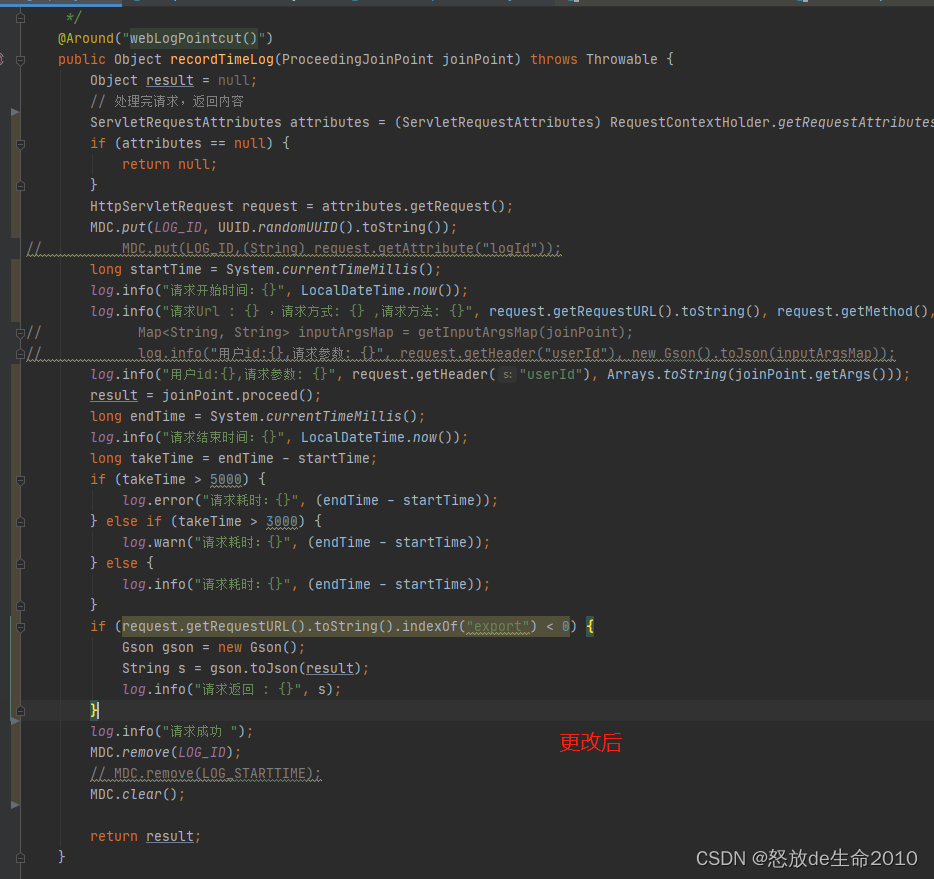 */
@Around("webLogPointcut()")
public Object recordTimeLog(ProceedingJoinPoint joinPoint) throws Throwable {
Object result = null;
// 处理完请求，返回内容
ServletRequestAttributes attributes = (ServletRequestAttributes) RequestContextHolder.getRequestAttributes
if (attributes == null) {
return null;
}
HttpServletRequest request = attributes.getRequest();
MDC.put(LOG_ID, UUID.randomUUID().toString());
// MDC.put(LOG_ID,(String) request.getAttribute("logId"));
long startTime = System.currentTimeMillis();
log.info("请求开始时间：{}", LocalDateTime.now());
log.info("请求Url : {} ，请求方式: {} ,请求方法: {}", request.getRequestURL().toString(), request.getMethod(),
// Map<String, String> inputArgsMap = getInputArgsMap(joinPoint);
// log.info("用户id:{},请求参数: {}", request.getHeader("userId"), new Gson().toJson(inputArgsMap));
log.info("用户id:{},请求参数: {}", request.getHeader( s: "userId"), Arrays.toString(joinPoint.getArgs()));
result = joinPoint.proceed();
long endTime = System.currentTimeMillis();
log.info("请求结束时间：{}", LocalDateTime.now());
long takeTime = endTime - startTime;
if (takeTime > 5000) {
log.error("请求耗时：{}", (endTime - startTime));
} else if (takeTime > 3000) {
log.warn("请求耗时：{}", (endTime - startTime));
} else {
log.info("请求耗时：{}", (endTime - startTime));
}
if (request.getRequestURL().toString().indexOf("export") < 0) {
Gson gson = new Gson();
String s = gson.toJson(result);
log.info("请求返回 : {}", s);
}
log.info("请求成功 ");
更改后
MDC.remove(LOG_ID);
// MDC.remove(LOG_STARTTIME);
MDC.clear();
return result;
}
CSDN @怒放de生命2010